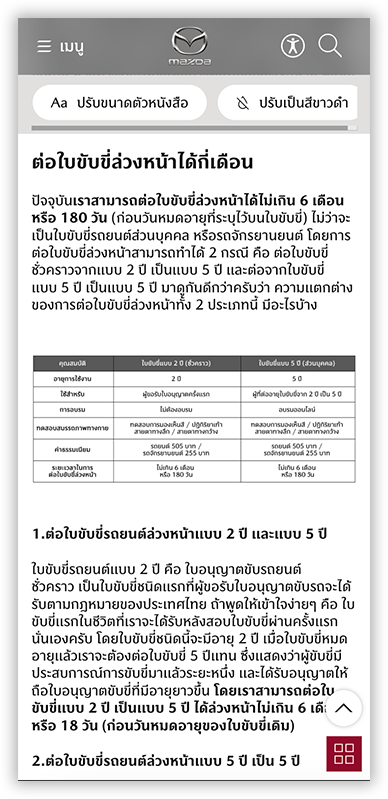 เมนู
mazda
Aa ปรับขนาดตัวหนังสือ
ปรับเป็นสีขาวดำ
ต่อใบขับขี่ล่วงหน้าได้กี่เดือน
ปัจจุบันเราสามารถต่อใบขับขี่ล่วงหน้าได้ไม่เกิน 6 เดือน
หรือ 180 วัน (ก่อนวันหมดอายุที่ระบุไว้บนใบขับขี่) ไม่ว่าจะ
เป็นใบขับขี่รถยนต์ส่วนบุคคล หรือรถจักรยานยนต์ โดยการ
ต่อใบขับขี่ล่วงหน้าสามารถทำได้ 2 กรณี คือ ต่อใบขับขี่
ชั่วคราวจากแบบ 2 ปี เป็นแบบ 5 ปี และต่อจากใบขับขี่
แบบ 5 ปี เป็นแบบ 5 ปี มาดูกันดีกว่าครับว่า ความแตกต่าง
ของการต่อใบขับขี่ล่วงหน้าทั้ง 2 ประเภทนี้ มีอะไรบ้าง
คุณสมบัติ ใบขับขี่แบบ 2 ปี (ชั่วคราว) ใบขับขี่แบบ 5 ปี (ส่วนบุคคล)
อายุการใช้งาน 2 ปี 5 ปี
ใช้สำหรับ ผู้ขอรับใบอนุญาตครั้งแรก ผู้ที่ต่ออายุใบขับขี่จาก 2 ปี เป็น 5 ปี
การอบรม ไม่ต้องอบรม อบรมออนไลน์
ทดสอบสมรรถภาพทางกาย ทดสอบการมองเห็นสี / ปฏิกิริยาเท้า ทดสอบการมองเห็นสี / ปฏิกิริยาเท้า
สายตาทางลึก / สายตาทางกว้าง สายตาทางลึก / สายตาทางกว้าง
ค่าธรรมเนียม รถยนต์ 505 บาท / รถยนต์ 505 บาท /
รถจักรยานยนต์ 255 บาท รถจักรยานยนต์ 255 บาท
ระยะเวลาในการ ไม่เกิน 6 เดือน ไม่เกิน 6 เดือน
ต่อใบขับขี่ล่วงหน้า หรือ 180 วัน หรือ 180 วัน
1.ต่อใบขับขี่รถยนต์ล่วงหน้าแบบ 2 ปี และแบบ 5 ปี
ใบขับขี่รถยนต์แบบ 2 ปี คือ ใบอนุญาตขับรถยนต์
ชั่วคราว เป็นใบขับขี่ชนิดแรกที่ผู้ขอรับใบอนุญาตขับรถจะได้
รับตามกฎหมายของประเทศไทย ถ้าพูดให้เข้าใจง่ายๆ คือ ใบ
ขับขี่แรกในชีวิตที่เราจะได้รับหลังสอบใบขับขี่ผ่านครั้งแรก
นั่นเองครับ โดยใบขับขี่ชนิดนี้จะมีอายุ 2 ปี เมื่อใบขับขี่หมด
อายุแล้วเราจะต้องต่อใบขับขี่ 5 ปีแทน ซึ่งแสดงว่าผู้ขับขี่มี
ประสบการณ์การขับขี่มาแล้วระยะหนึ่ง และได้รับอนุญาตให้
ถือใบอนุญาตขับขี่ที่มีอายุยาวขึ้น โดยเราสามารถต่อใบ
ขับขี่แบบ 2 ปี เป็นแบบ 5 ปี ได้ล่วงหน้าไม่เกิน 6 เดือน
หรือ 18 วัน (ก่อนวันหมดอายุของใบขับขี่เดิม)
2.ต่อใบขับขี่รถยนต์ล่วงหน้าแบบ 5 ปี เป็น 5 ปี